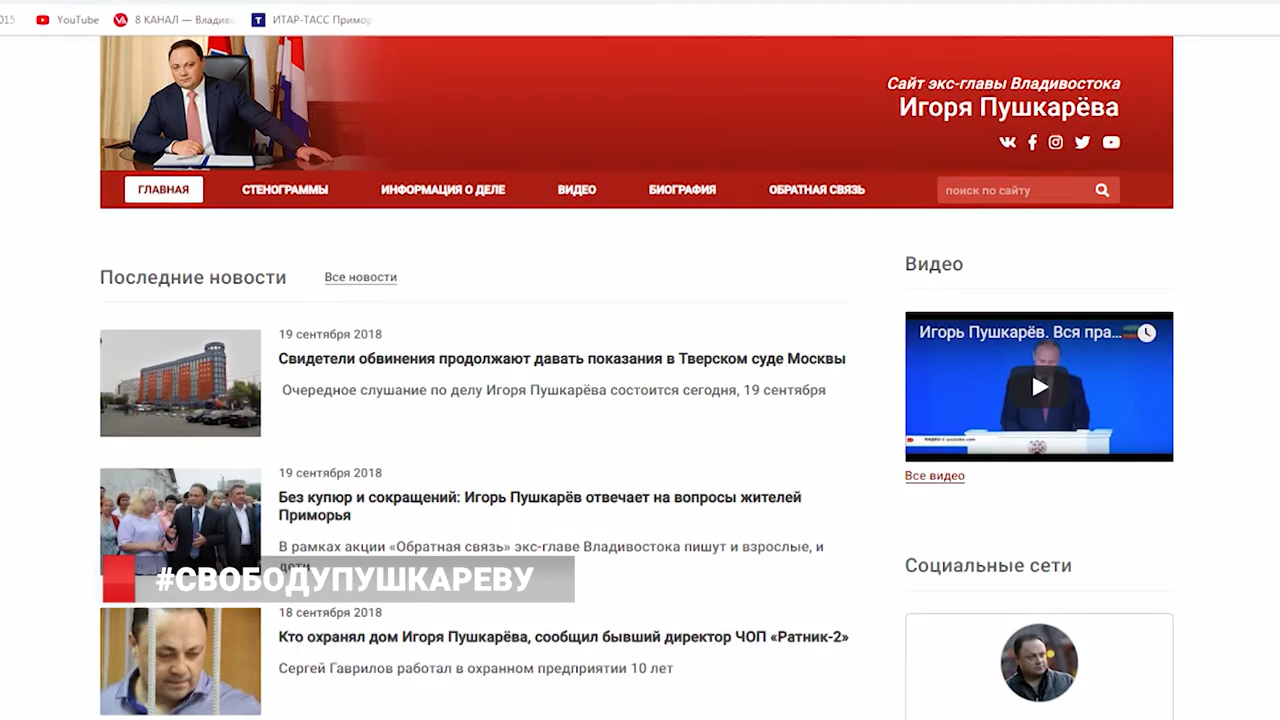 015
YouTube
8 КАНАЛ — Владиво
ИТАР-ТАСС Примор
Сайт экс-главы Владивостока
Игоря Пушкарёва
ГЛАВНАЯ
СТЕНОГРАММЫ
ИНФОРМАЦИЯ О ДЕЛЕ
ВИДЕО
БИОГРАФИЯ
ОБРАТНАЯ СВЯЗЬ
поиск по сайту
Последние новости
Все новости
19 сентября 2018
Свидетели обвинения продолжают давать показания в Тверском суде Москвы
Очередное слушание по делу Игоря Пушкарёва состоится сегодня, 19 сентября
19 сентября 2018
Без купюр и сокращений: Игорь Пушкарёв отвечает на вопросы жителей
Приморья
В рамках акции «Обратная связь» экс-главе Владивостока пишут и взрослые, и
дети
#СВОБОДУПУШКАРЕВУ
18 сентября 2018
Кто охранял дом Игоря Пушкарёва, сообщил бывший директор ЧОП «Ратник-2»
Сергей Гаврилов работал в охранном предприятии 10 лет
Видео
Игорь Пушкарёв. Вся пра...
Все видео
Социальные сети